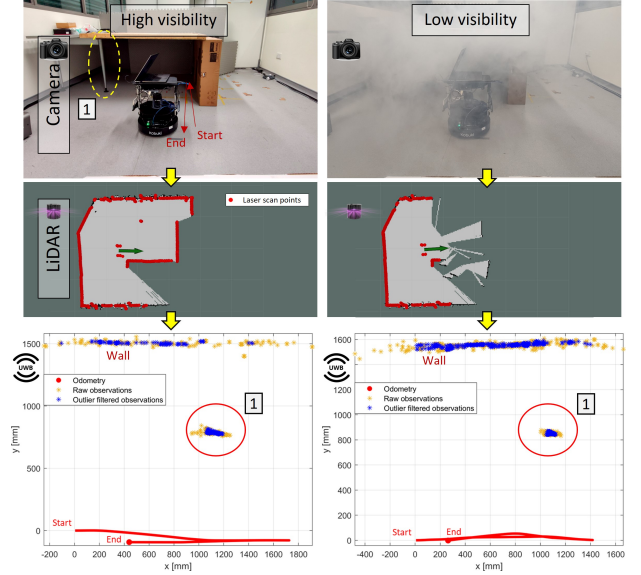 High visibility
Low visibility
Camera
1
Start
End
kobuki
LiDAR
Laser scan points
1500
1000
500
0
-200 0 200 400 600 800 1000 1200 1400 1600 1800
y [mm]
x [mm]
UWB
Wall
Odometry
Raw observations
Outlier filtered observations
1
Start
End
1600
1400
1200
1000
800
600
400
200
0
-400 -200 0 200 400 600 800 1000 1200 1400 1600
y [mm]
x [mm]
UWB
Wall
Odometry
Raw observations
Outlier filtered observations
1
Start
End